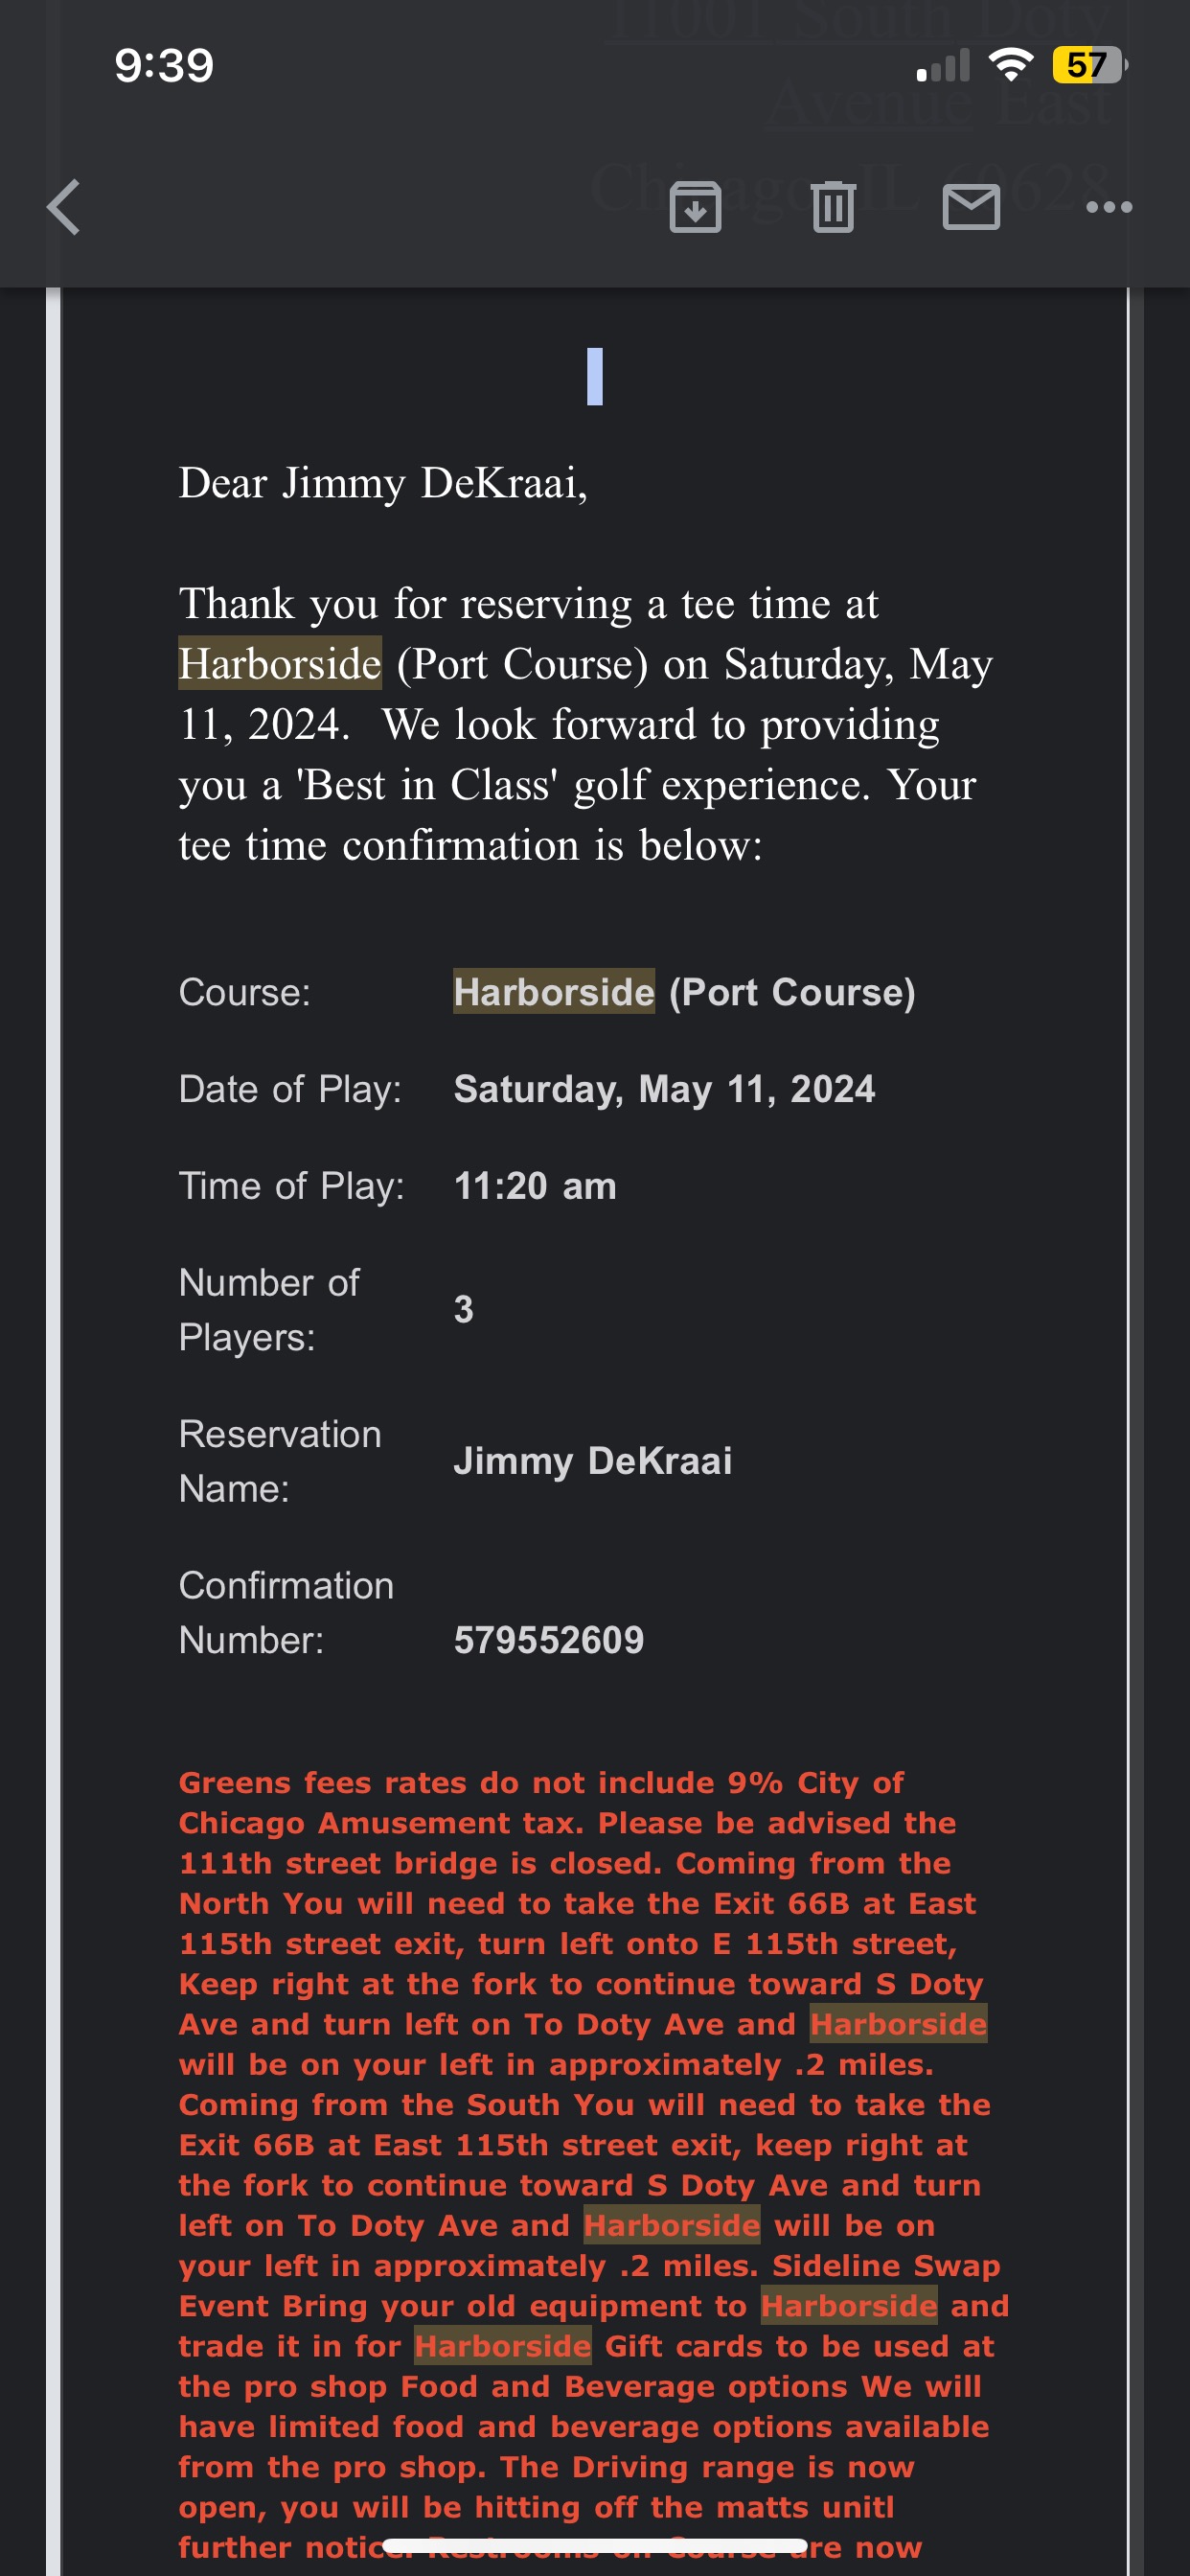 11001 South Doty
9:39
57
Avenue East
Chicago, IL 60628
Dear Jimmy DeKraai,
Thank you for reserving a tee time at
Harborside (Port Course) on Saturday, May
11, 2024. We look forward to providing
you a 'Best in Class' golf experience. Your
tee time confirmation is below:
Course: Harborside (Port Course)
Date of Play: Saturday, May 11, 2024
Time of Play: 11:20 am
Number of
Players: 3
Reservation
Name: Jimmy DeKraai
Confirmation
Number: 579552609
Greens fees rates do not include 9% City of
Chicago Amusement tax. Please be advised the
111th street bridge is closed. Coming from the
North You will need to take the Exit 66B at East
115th street exit, turn left onto E 115th street,
Keep right at the fork to continue toward S Doty
Ave and turn left on To Doty Ave and Harborside
will be on your left in approximately .2 miles.
Coming from the South You will need to take the
Exit 66B at East 115th street exit, keep right at
the fork to continue toward S Doty Ave and turn
left on To Doty Ave and Harborside will be on
your left in approximately .2 miles. Sideline Swap
Event Bring your old equipment to Harborside and
trade it in for Harborside Gift cards to be used at
the pro shop Food and Beverage options We will
have limited food and beverage options available
from the pro shop. The Driving range is now
open, you will be hitting off the matts unitl
further notice. Restrooms on Course are now